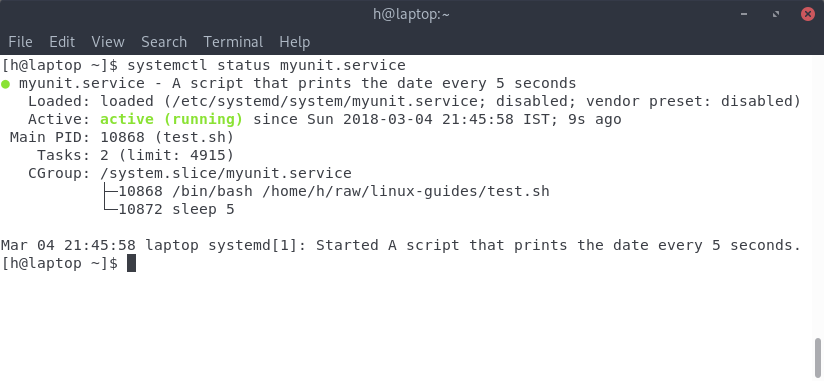 h@laptop:~
File Edit View Search Terminal Help
[h@laptop ~]$ systemctl status myunit.service
● myunit.service - A script that prints the date every 5 seconds
   Loaded: loaded (/etc/systemd/system/myunit.service; disabled; vendor preset: disabled)
   Active: active (running) since Sun 2018-03-04 21:45:58 IST; 9s ago
 Main PID: 10868 (test.sh)
    Tasks: 2 (limit: 4915)
   CGroup: /system.slice/myunit.service
           ├─10868 /bin/bash /home/h/raw/linux-guides/test.sh
           └─10872 sleep 5
Mar 04 21:45:58 laptop systemd[1]: Started A script that prints the date every 5 seconds.
[h@laptop ~]$